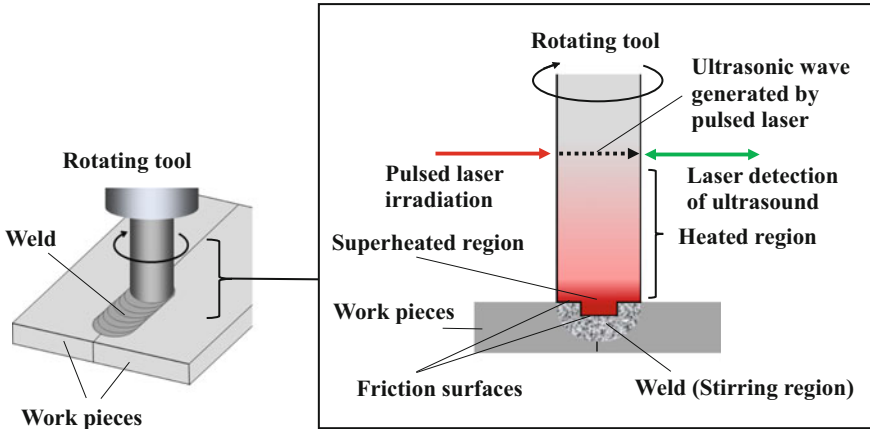 Rotating tool
Weld
Work pieces
Rotating tool
Ultrasonic wave
generated by
pulsed laser
Pulsed laser
irradiation
Laser detection
of ultrasound
Superheated region
Heated region
Work pieces
Friction surfaces
Weld (Stirring region)